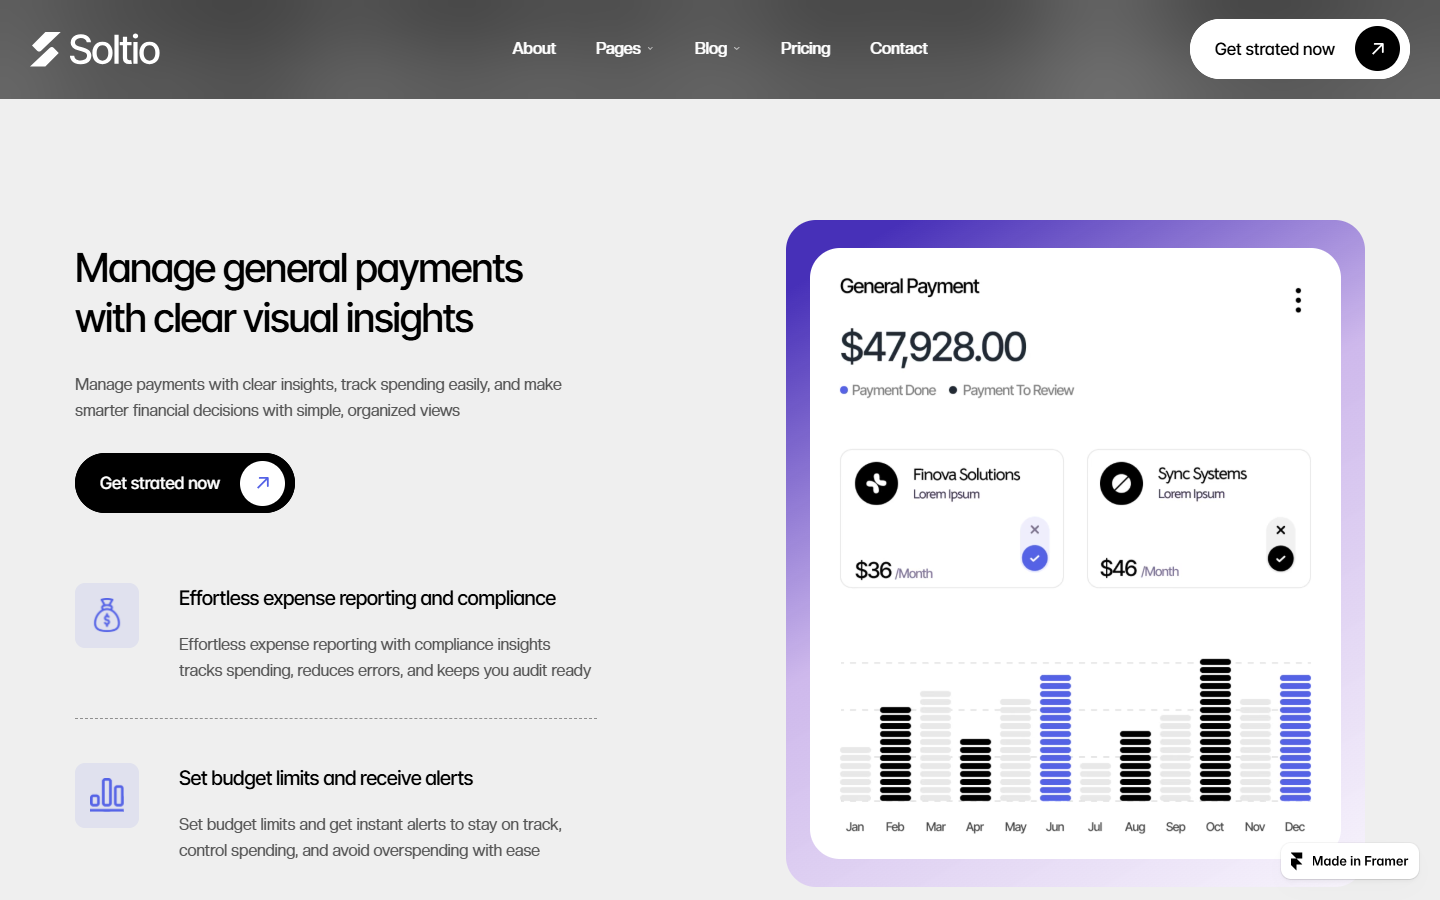 Soltio
About
Pages
Blog
Pricing
Contact
Get strated now
Manage general payments
with clear visual insights
Manage payments with clear insights, track spending easily, and make
smarter financial decisions with simple, organized views
Get strated now
Effortless expense reporting and compliance
Effortless expense reporting with compliance insights
tracks spending, reduces errors, and keeps you audit ready
Set budget limits and receive alerts
Set budget limits and get instant alerts to stay on track,
control spending, and avoid overspending with ease
General Payment
$47,928.00
Payment Done
Payment To Review
Finova Solutions
Lorem Ipsum
$36 /Month
Sync Systems
Lorem Ipsum
$46 /Month
Jan Feb Mar Apr May Jun Jul Aug Sep Oct Nov Dec
Made in Framer